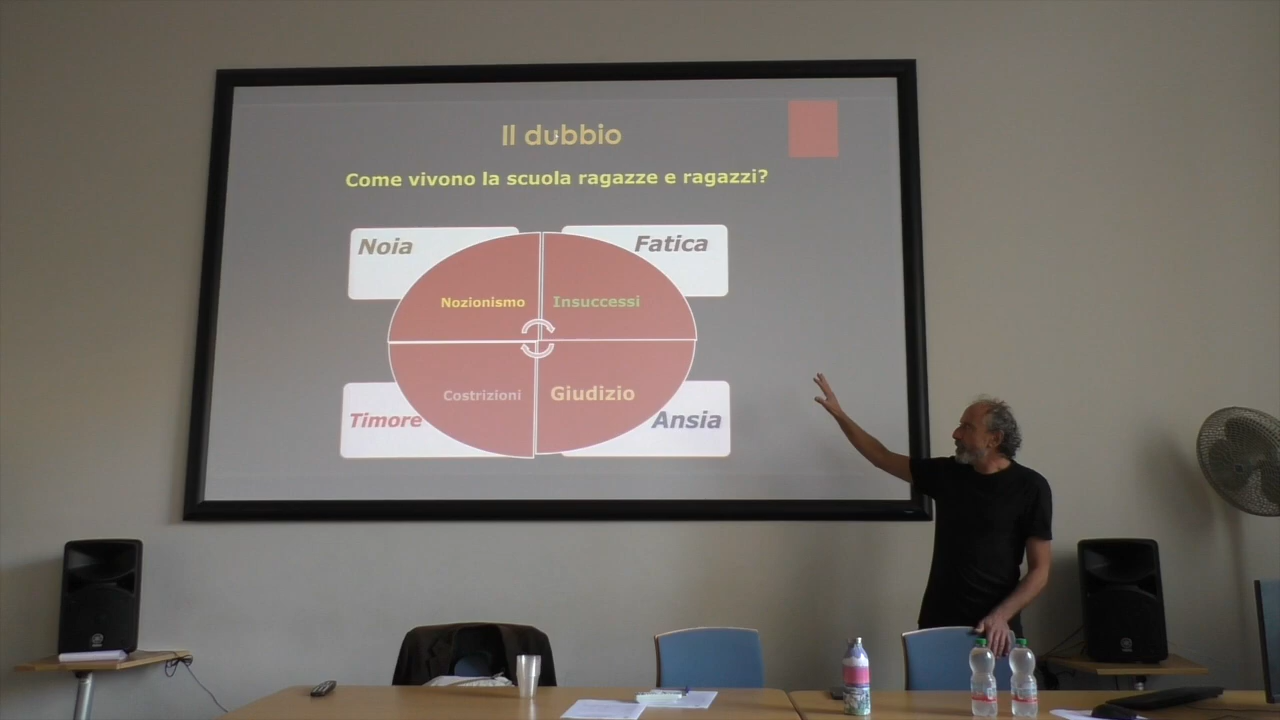 Il dubbio
Come vivono la scuola ragazze e ragazzi?
Noia
Fatica
Nozionismo
Insuccessi
Costrizioni
Giudizio
Timore
Ansia